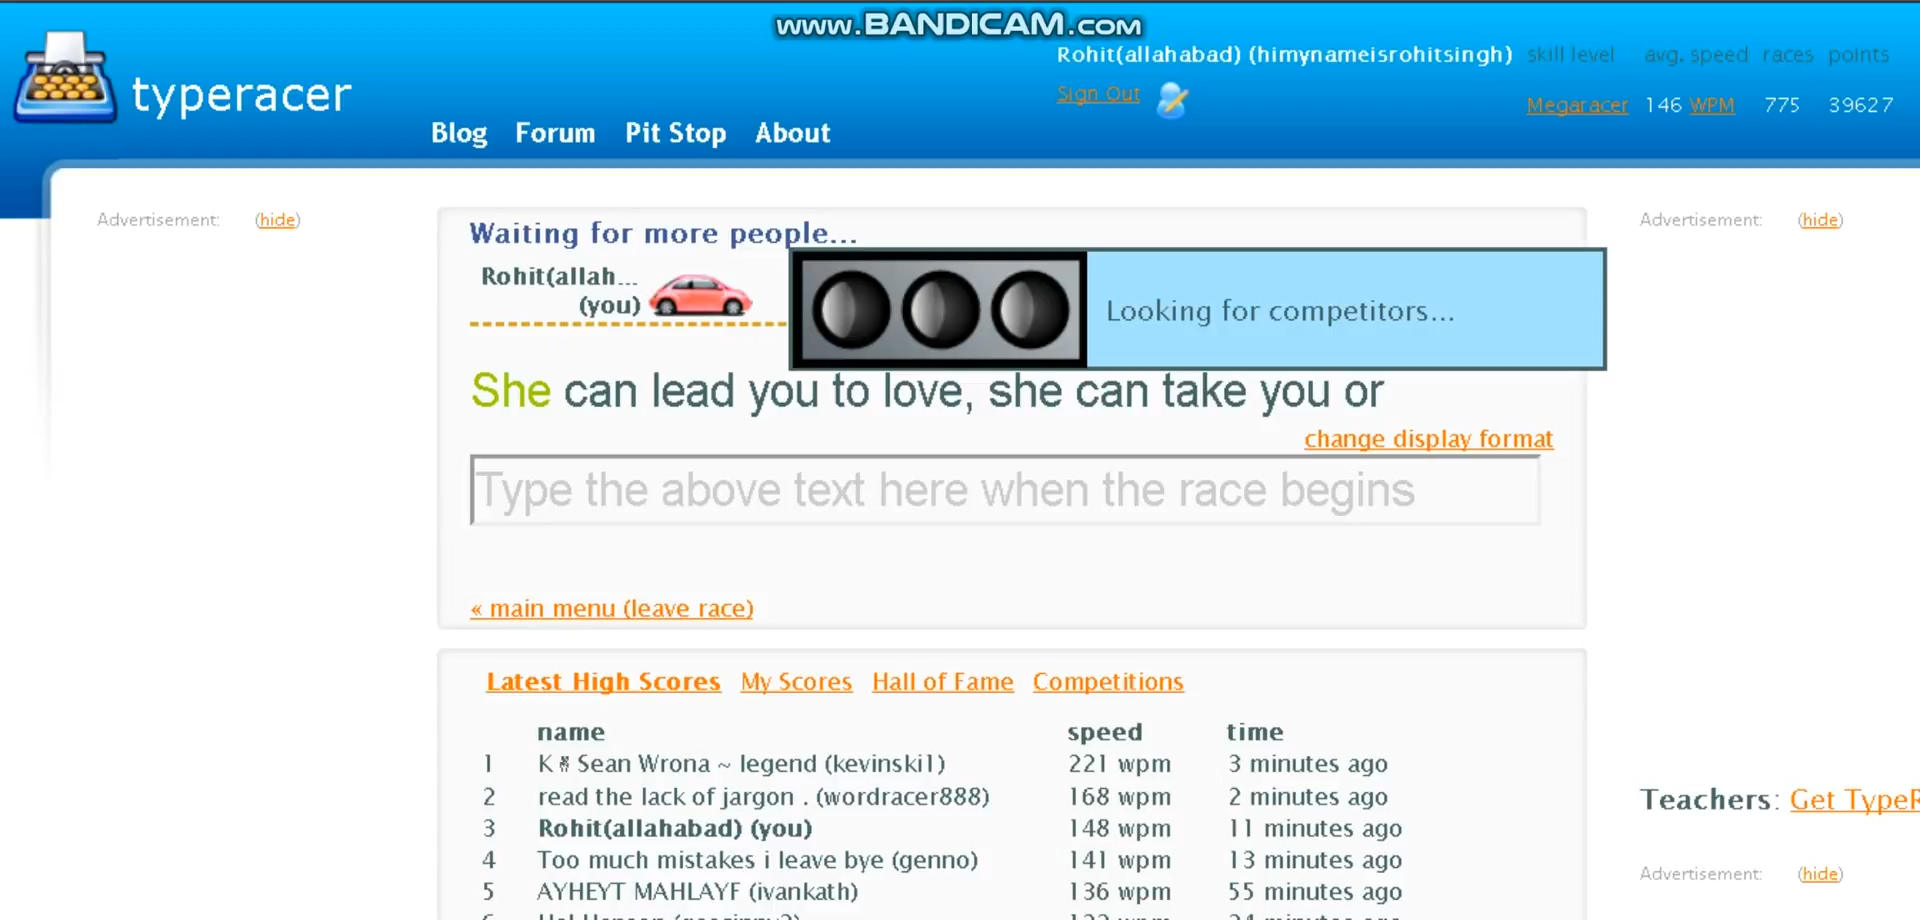 www.BANDICAM.com
typeracer
Rohit(allahabad) (himynameisrohitsingh) skill level avg. speed races points
Sign Out
Megaracer 146 WPM 775 39627
Blog Forum Pit Stop About
Advertisement: (hide)
Waiting for more people...
Advertisement: (hide)
Rohit(allah...
(you)
Looking for competitors...
She can lead you to love, she can take you or
change display format
Type the above text here when the race begins
« main menu (leave race)
Latest High Scores My Scores Hall of Fame Competitions
name speed time
1 K Sean Wrona ~ legend (kevinski1) 221 wpm 3 minutes ago
2 read the lack of jargon . (wordracer888) 168 wpm 2 minutes ago
3 Rohit(allahabad) (you) 148 wpm 11 minutes ago
4 Too much mistakes i leave bye (genno) 141 wpm 13 minutes ago
5 AYHEYT MAHLAYF (ivankath) 136 wpm 55 minutes ago
Teachers: Get TypeR
Advertisement: (hide)